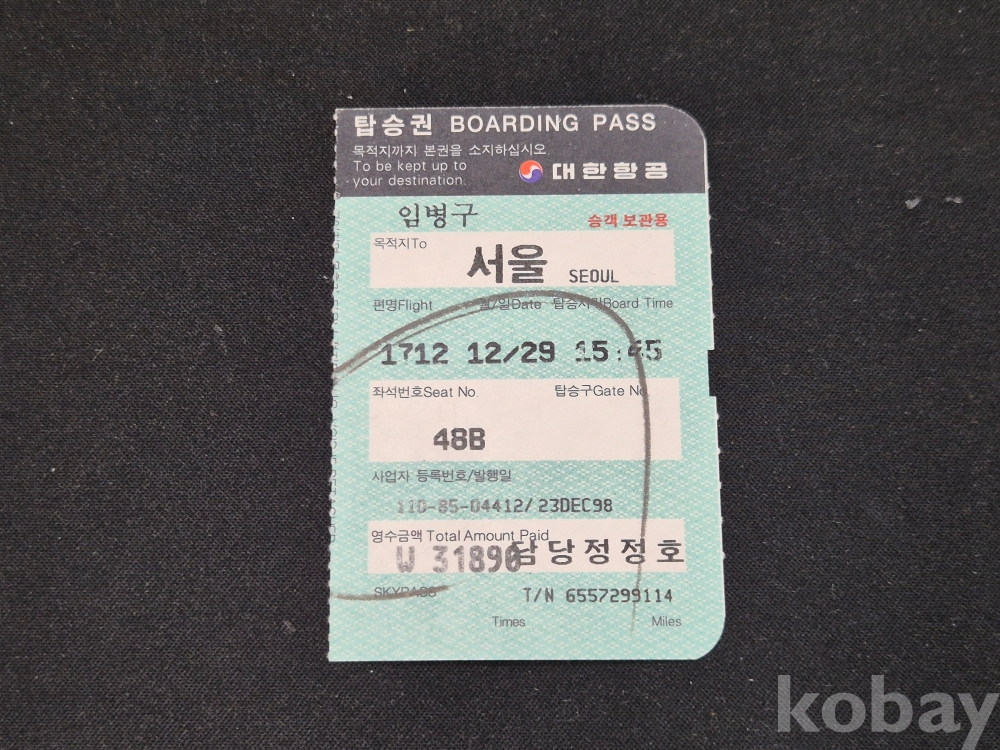 탑승권 BOARDING PASS
목적지까지 본권을 소지하십시오.
To be kept up to
your destination.
대한항공
임병구
승객 보관용
목적지To
서울 SEOUL
편명Flight 월/일Date 탑승시각Board Time
1712 12/29 15:45
좌석번호Seat No. 탑승구Gate No.
48B
사업자 등록번호/발행일
110-85-04412/23DEC98
영수금액 Total Amount Paid
W 31890 담당정정호
SKYPASS T/N 6557299114
Times Miles
kobay